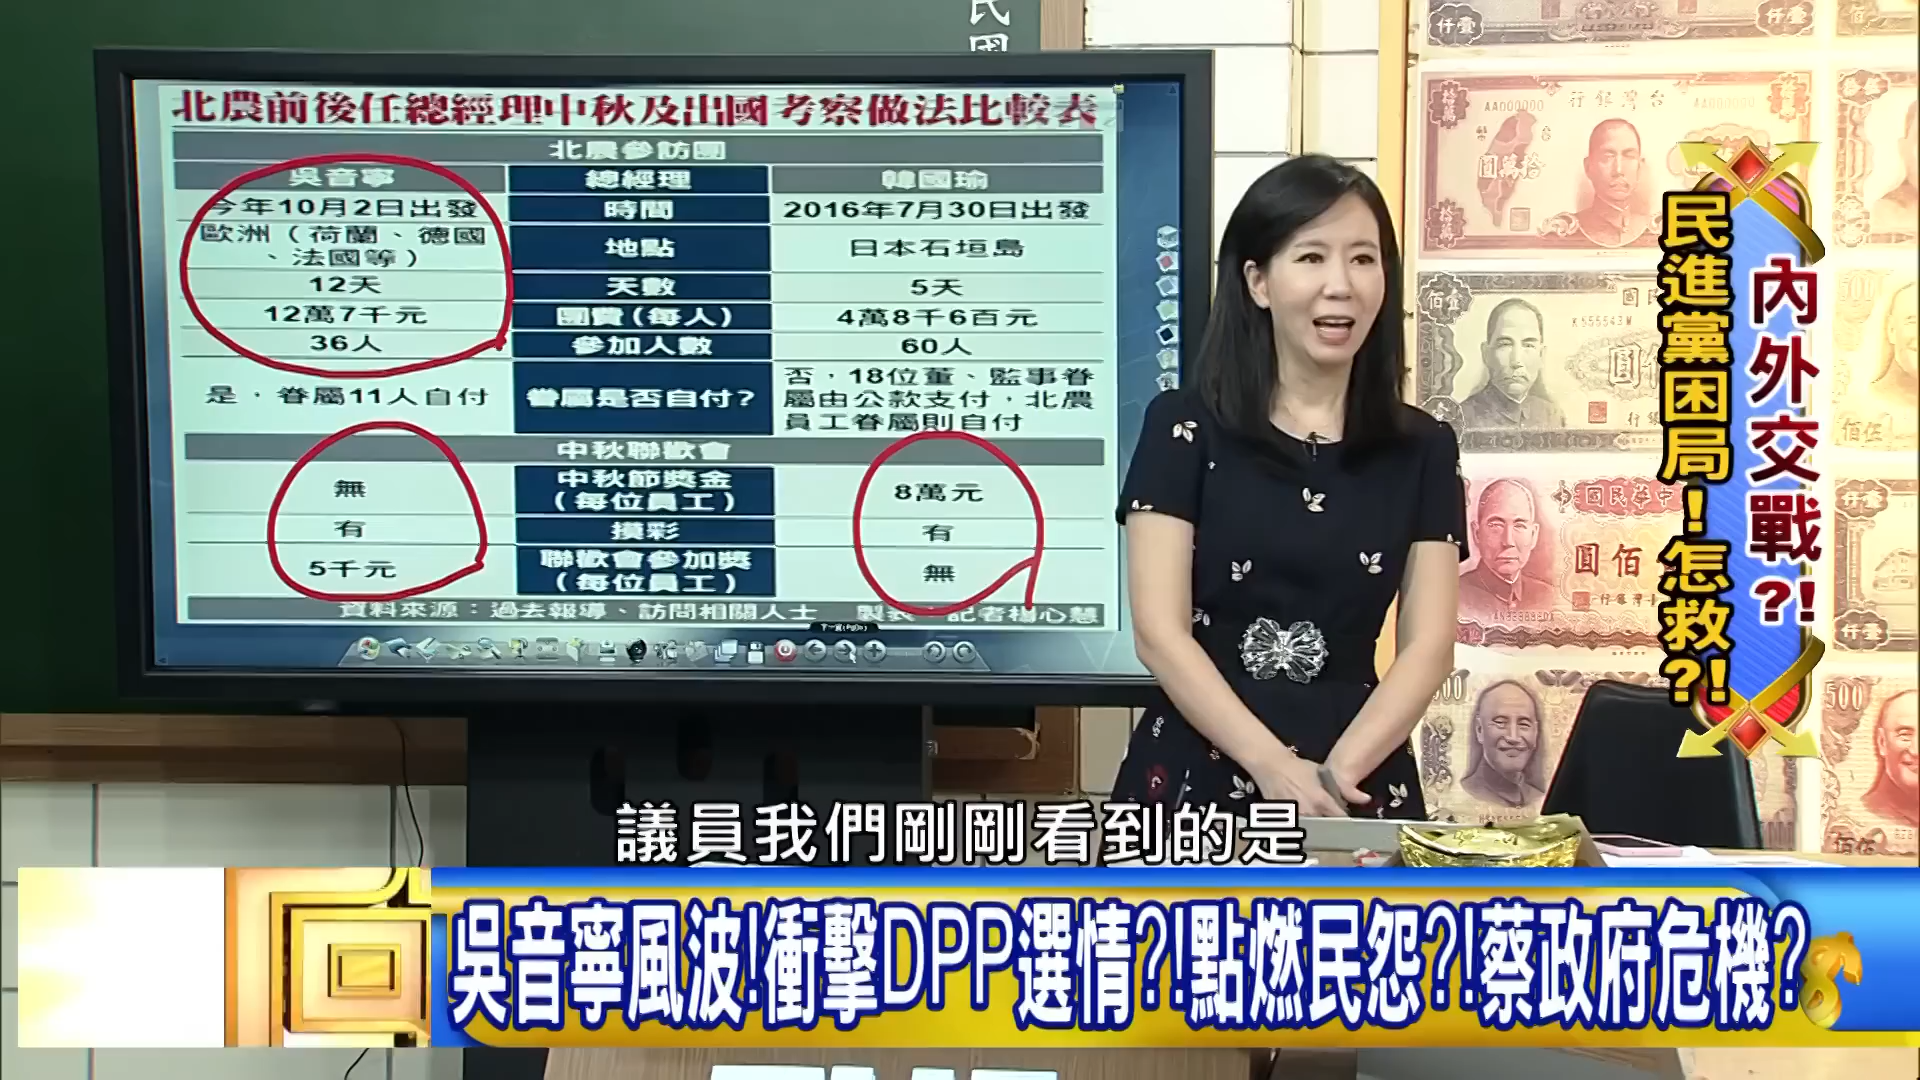 民國
北農前後任總經理中秋及出國考察做法比較表
北農參訪團
吳音寧 總經理 韓國瑜
今年10月2日出發 時間 2016年7月30日出發
歐洲（荷蘭、德國、法國等） 地點 日本石垣島
12天 天數 5天
12萬7千元 團費(每人) 4萬8千6百元
36人 參加人數 60人
是，眷屬11人自付 眷屬是否自付? 否，18位董、監事眷屬由公款支付，北農員工眷屬則自付
中秋聯歡會
無 中秋節獎金(每位員工) 8萬元
有 摸彩 有
5千元 聯歡會參加獎(每位員工) 無
資料來源：過去報導、訪問相關人士 製表：記者楊心慧
內外交戰?!
民進黨困局!怎救?!
議員我們剛剛看到的是
吳音寧風波!衝擊DPP選情?!點燃民怨?!蔡政府危機?